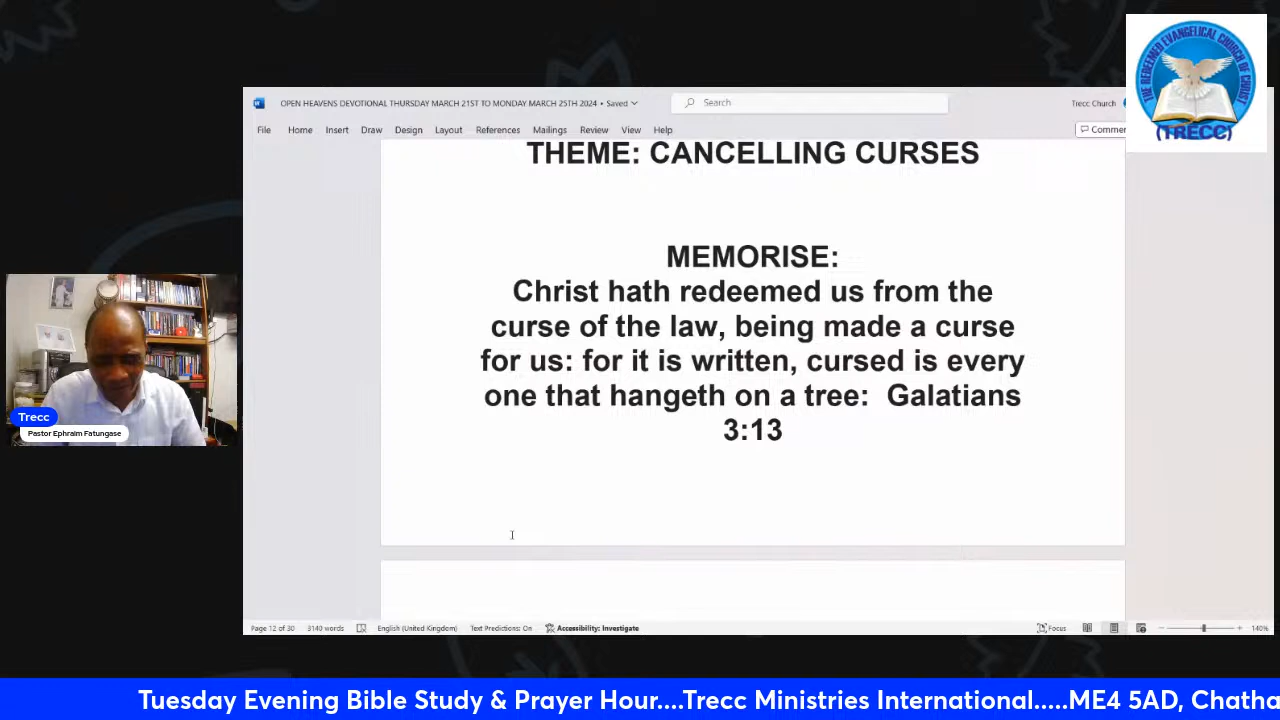 THE REDEEMED EVANGELICAL CHURCH OF CHRIST
(TRECC)
OPEN HEAVENS DEVOTIONAL THURSDAY MARCH 21ST TO MONDAY MARCH 25TH 2024 • Saved
Search
Trecc Church
File Home Insert Draw Design Layout References Mailings Review View Help
Commen
THEME: CANCELLING CURSES
MEMORISE:
Christ hath redeemed us from the
curse of the law, being made a curse
for us: for it is written, cursed is every
one that hangeth on a tree: Galatians
3:13
Trecc
Pastor Ephraim Fatungase
Page 12 of 30 3149 words English (United Kingdom) Text Predictions: On Accessibility: Investigate
Focus
140%
Tuesday Evening Bible Study & Prayer Hour....Trecc Ministries International.....ME4 5AD, Chatha